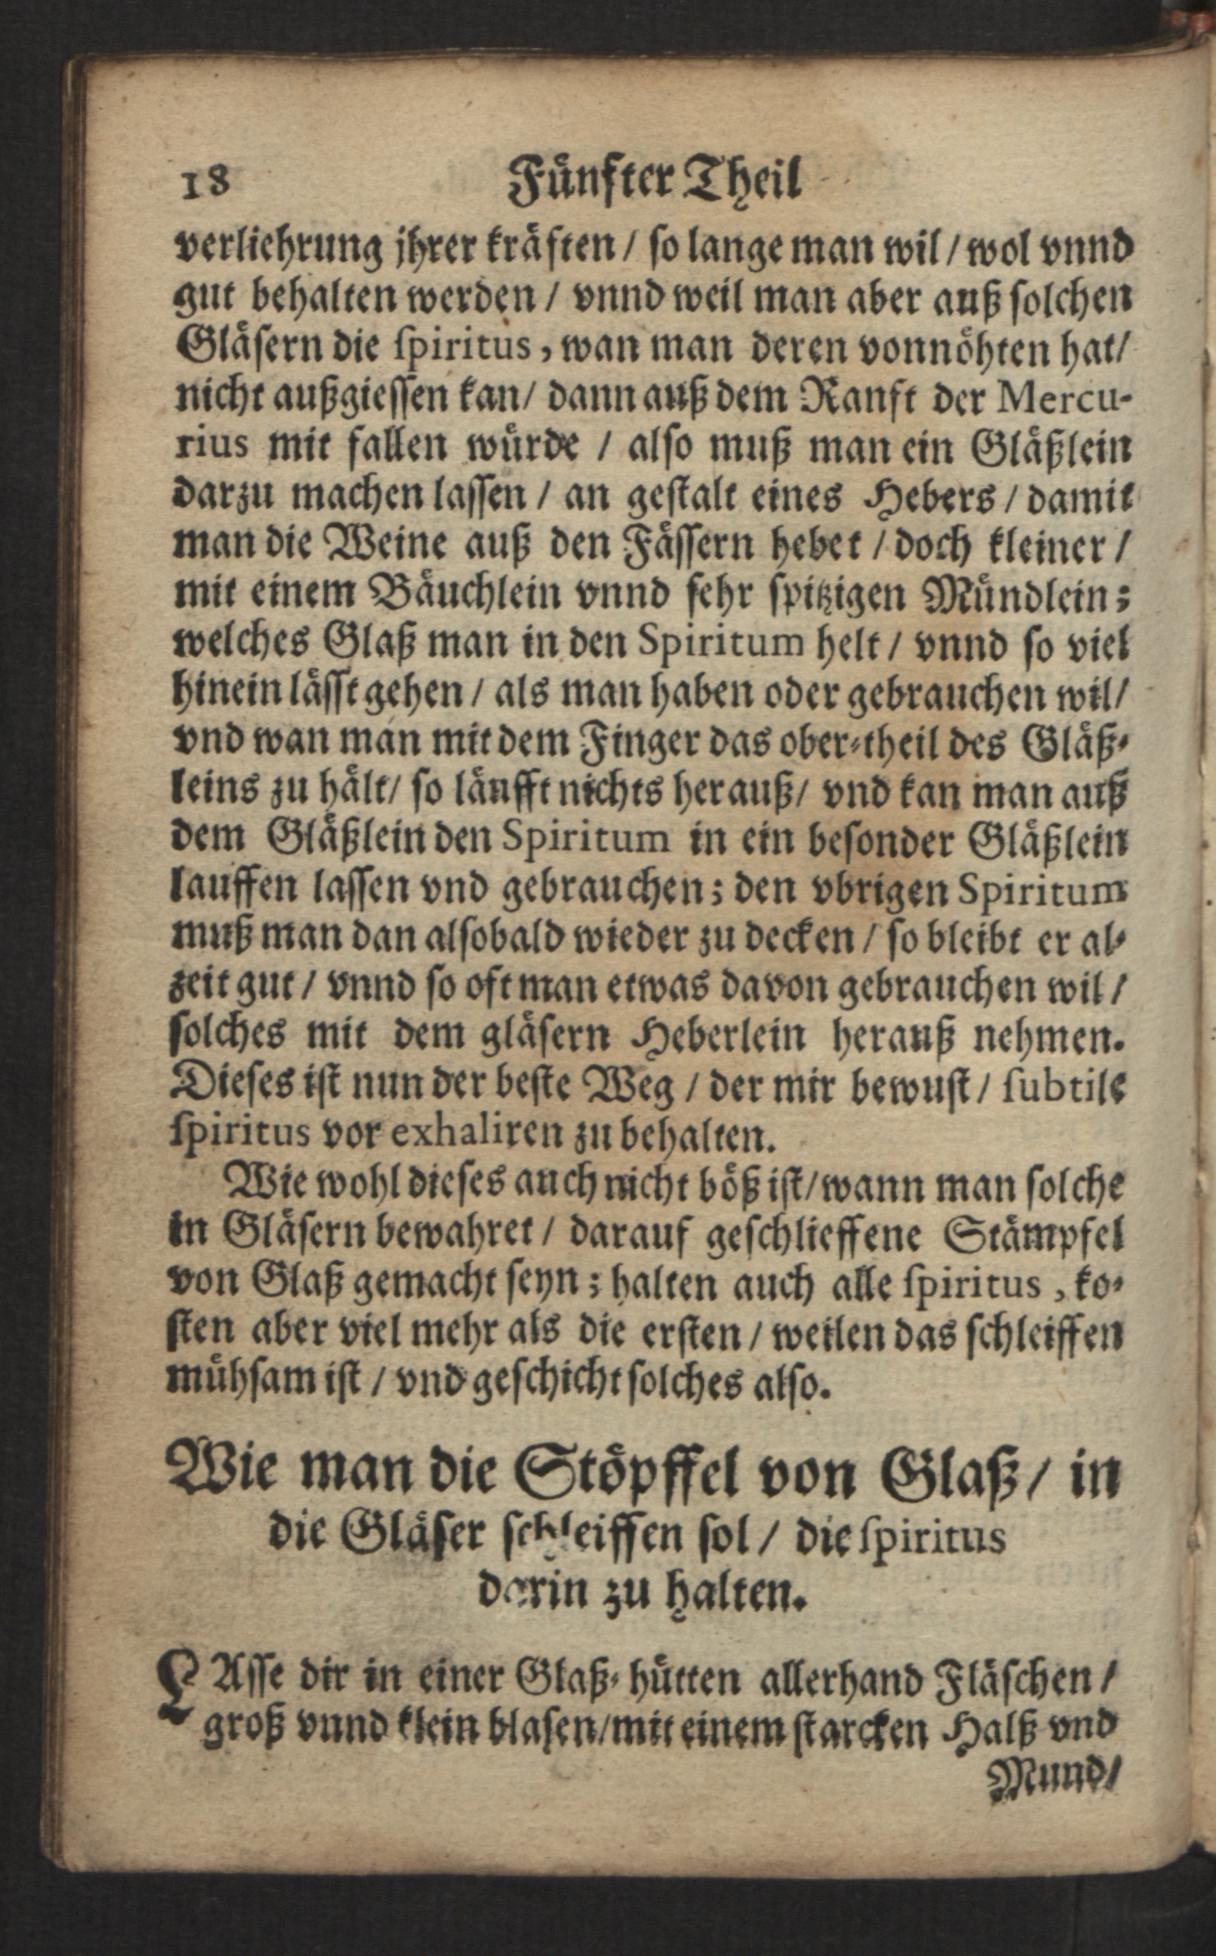 18 Fünfter Theil
verliehrung jhrer kräften / so lange man wil / wol vnnd
gut behalten werden / vnnd weil man aber auß solchen
Gläsern die spiritus, wan man deren vonnöhten hat/
nicht außgiessen kan/ dann auß dem Ranft der Mercu-
rius mit fallen würde / also muß man ein Gläßlein
darzu machen lassen / an gestalt eines Hebers / damit
man die Weine auß den Fässern hebet / doch kleiner /
mit einem Bäuchlein vnnd sehr spitzigen Mündlein;
welches Glaß man in den Spiritum helt / vnnd so viel
hinein lässt gehen / als man haben oder gebrauchen wil/
vnd wan man mit dem Finger das ober-theil des Gläß-
leins zu hält/ so läufft nichts herauß/ vnd kan man auß
dem Gläßlein den Spiritum in ein besonder Gläßlein
lauffen lassen vnd gebrauchen; den vbrigen Spiritum
muß man dan alsobald wieder zu decken / so bleibt er al-
zeit gut / vnnd so oft man etwas davon gebrauchen wil /
solches mit dem gläsern Heberlein herauß nehmen.
Dieses ist nun der beste Weg / der mir bewust / subtile
spiritus vor exhaliren zu behalten.
Wie wohl dieses auch nicht böß ist/ wann man solche
in Gläsern bewahret / darauf geschlieffene Stämpfel
von Glaß gemacht seyn; halten auch alle spiritus, ko-
sten aber viel mehr als die ersten / weilen das schleiffen
mühsam ist / vnd geschicht solches also.
Wie man die Stöpffel von Glaß/ in
die Gläser schleiffen sol / die spiritus
darin zu halten.
LAsse dir in einer Glaß-hütten allerhand Fläschen /
groß vnnd klein blasen/mit einem starcken Halß vnd
Mund/